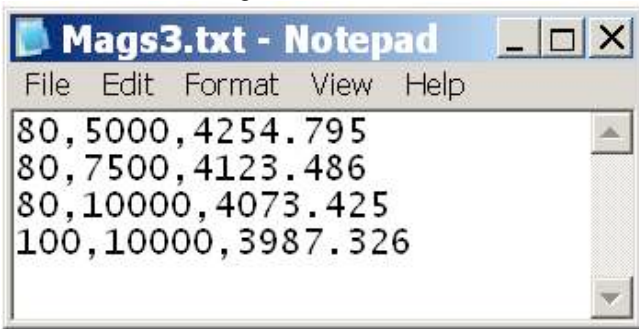 Mags3.txt - Notepad
File Edit Format View Help
80,5000,4254.795
80,7500,4123.486
80,10000,4073.425
100,10000,3987.326